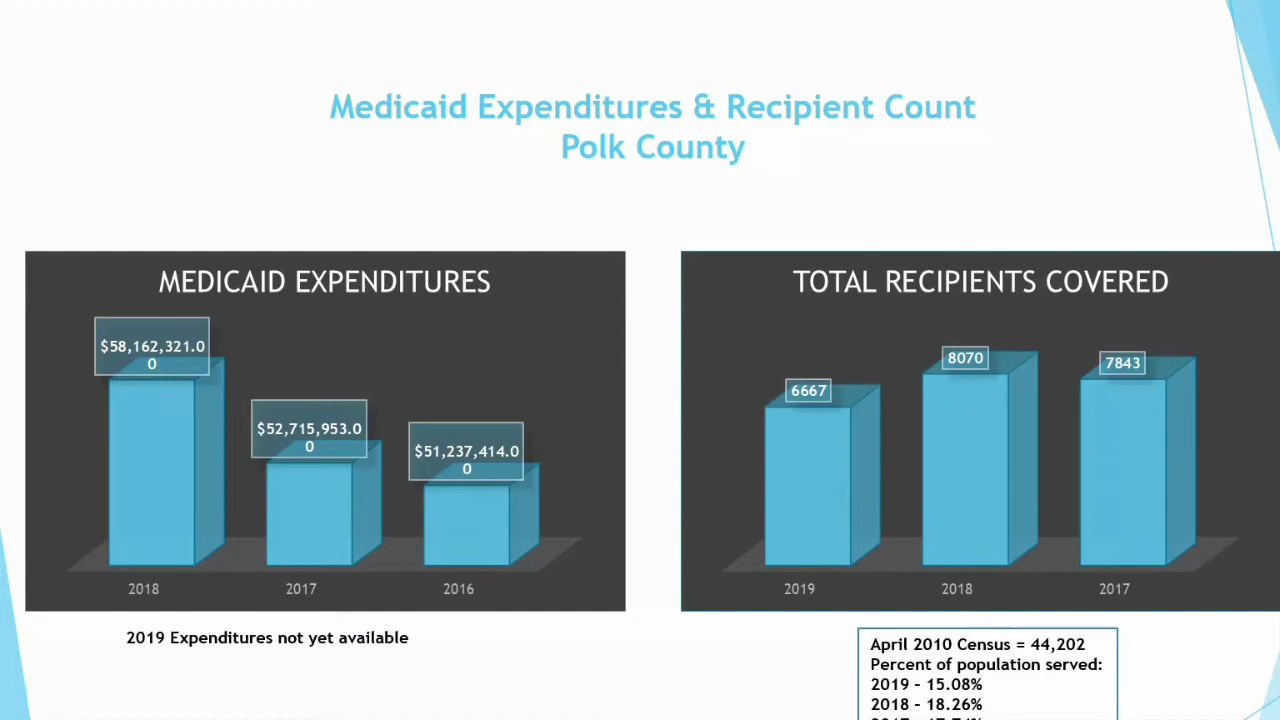 Medicaid Expenditures & Recipient Count
Polk County
MEDICAID EXPENDITURES
$58,162,321.0
0
$52,715,953.0
0
$51,237,414.0
0
2018
2017
2016
2019 Expenditures not yet available
TOTAL RECIPIENTS COVERED
6667
8070
7843
2019
2018
2017
April 2010 Census = 44,202
Percent of population served:
2019 - 15.08%
2018 - 18.26%